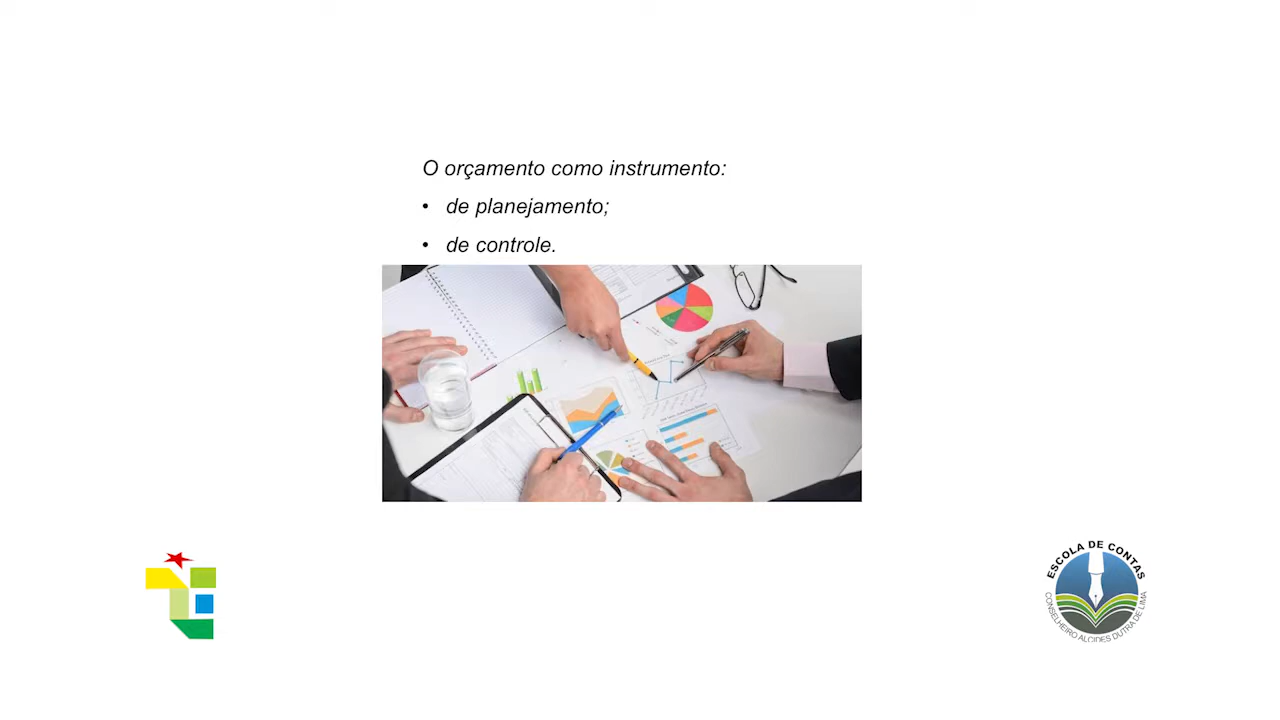 O orçamento como instrumento:
• de planejamento;
• de controle.
ESCOLA DE CONTAS
CONSELHEIRO ALCIDES DUTRA DE LIMA